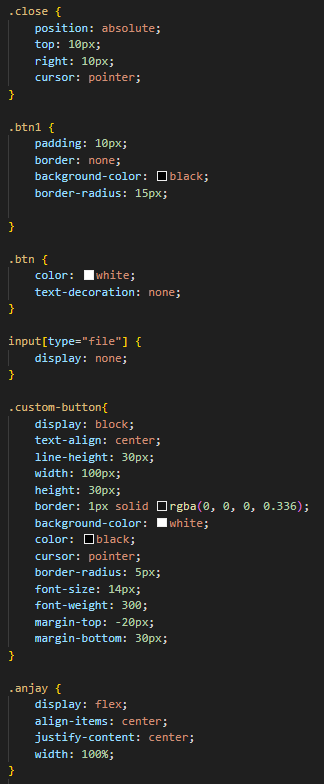 .close {
    position: absolute;
    top: 10px;
    right: 10px;
    cursor: pointer;
}

.btn1 {
    padding: 10px;
    border: none;
    background-color: black;
    border-radius: 15px;

}

.btn {
    color: white;
    text-decoration: none;
}

input[type="file"] {
    display: none;
}

.custom-button{
    display: block;
    text-align: center;
    line-height: 30px;
    width: 100px;
    height: 30px;
    border: 1px solid rgba(0, 0, 0, 0.336);
    background-color: white;
    color: black;
    cursor: pointer;
    border-radius: 5px;
    font-size: 14px;
    font-weight: 300;
    margin-top: -20px;
    margin-bottom: 30px;
}

.anjay {
    display: flex;
    align-items: center;
    justify-content: center;
    width: 100%;
}